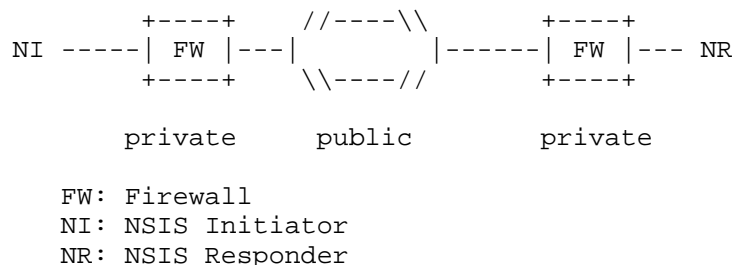 +----+    //----\\       +----+
NI -----| FW |---|        |------| FW |--- NR
           +----+    \\----//       +----+
private     public        private
FW: Firewall
NI: NSIS Initiator
NR: NSIS Responder